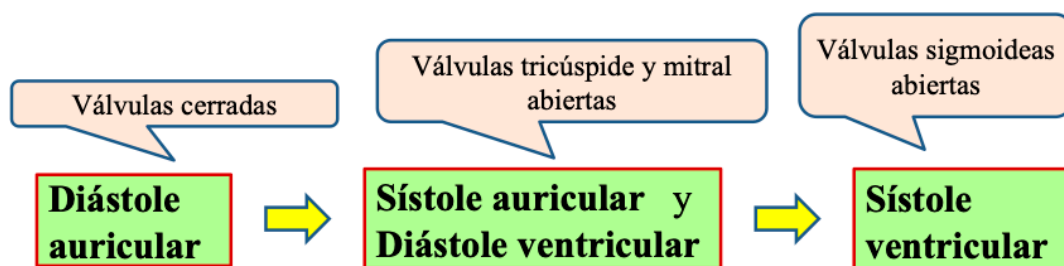 Válvulas cerradas
Válvulas tricúspide y mitral
abiertas
Válvulas sigmoideas
abiertas
Diástole
auricular
Sístole auricular y
Diástole ventricular
Sístole
ventricular